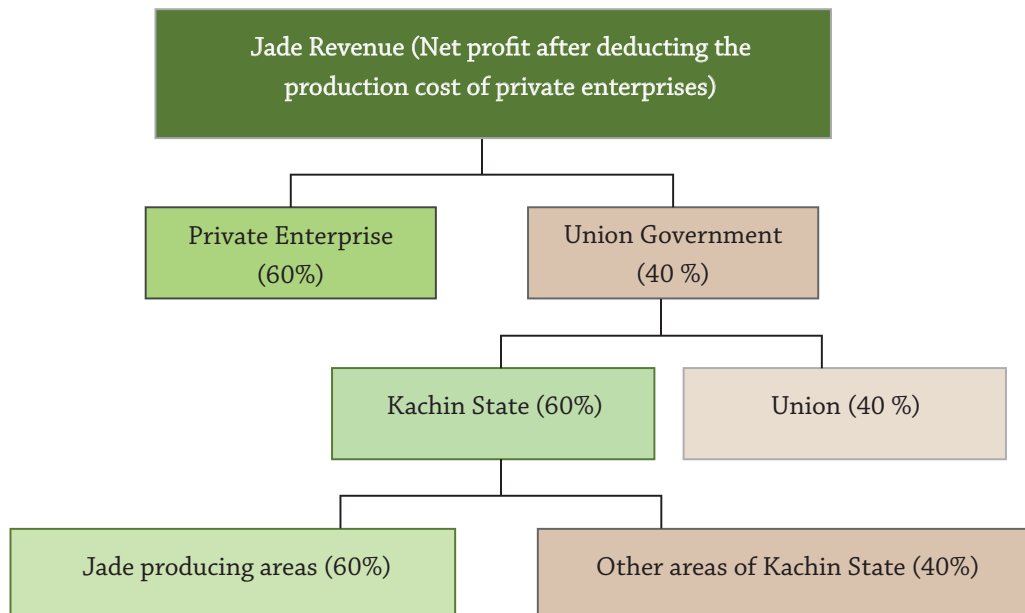 Jade Revenue (Net profit after deducting the
production cost of private enterprises)
Private Enterprise
(60%)
Union Government
(40 %)
Kachin State (60%)
Union (40 %)
Jade producing areas (60%)
Other areas of Kachin State (40%)